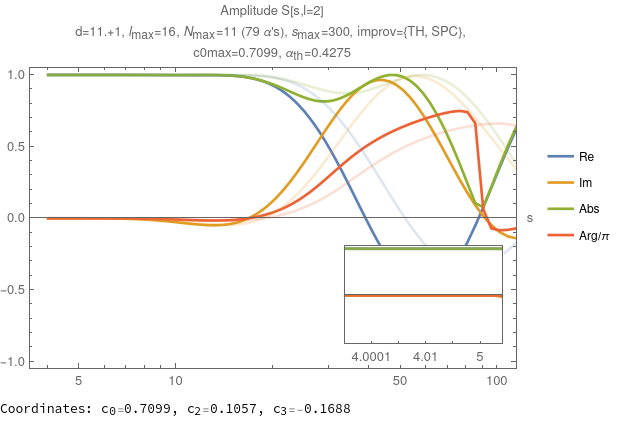 Amplitude S[s,l=2]
d=11.+1, lmax=16, Nmax=11 (79 α's), smax=300, improv={TH, SPC},
c0max=0.7099, αth=0.4275
1.0
0.5
0.0
-0.5
-1.0
s
Re
Im
Abs
Arg/π
4.0001 4.01 5
5 10 50 100
Coordinates: c0=0.7099, c2=0.1057, c3=-0.1688